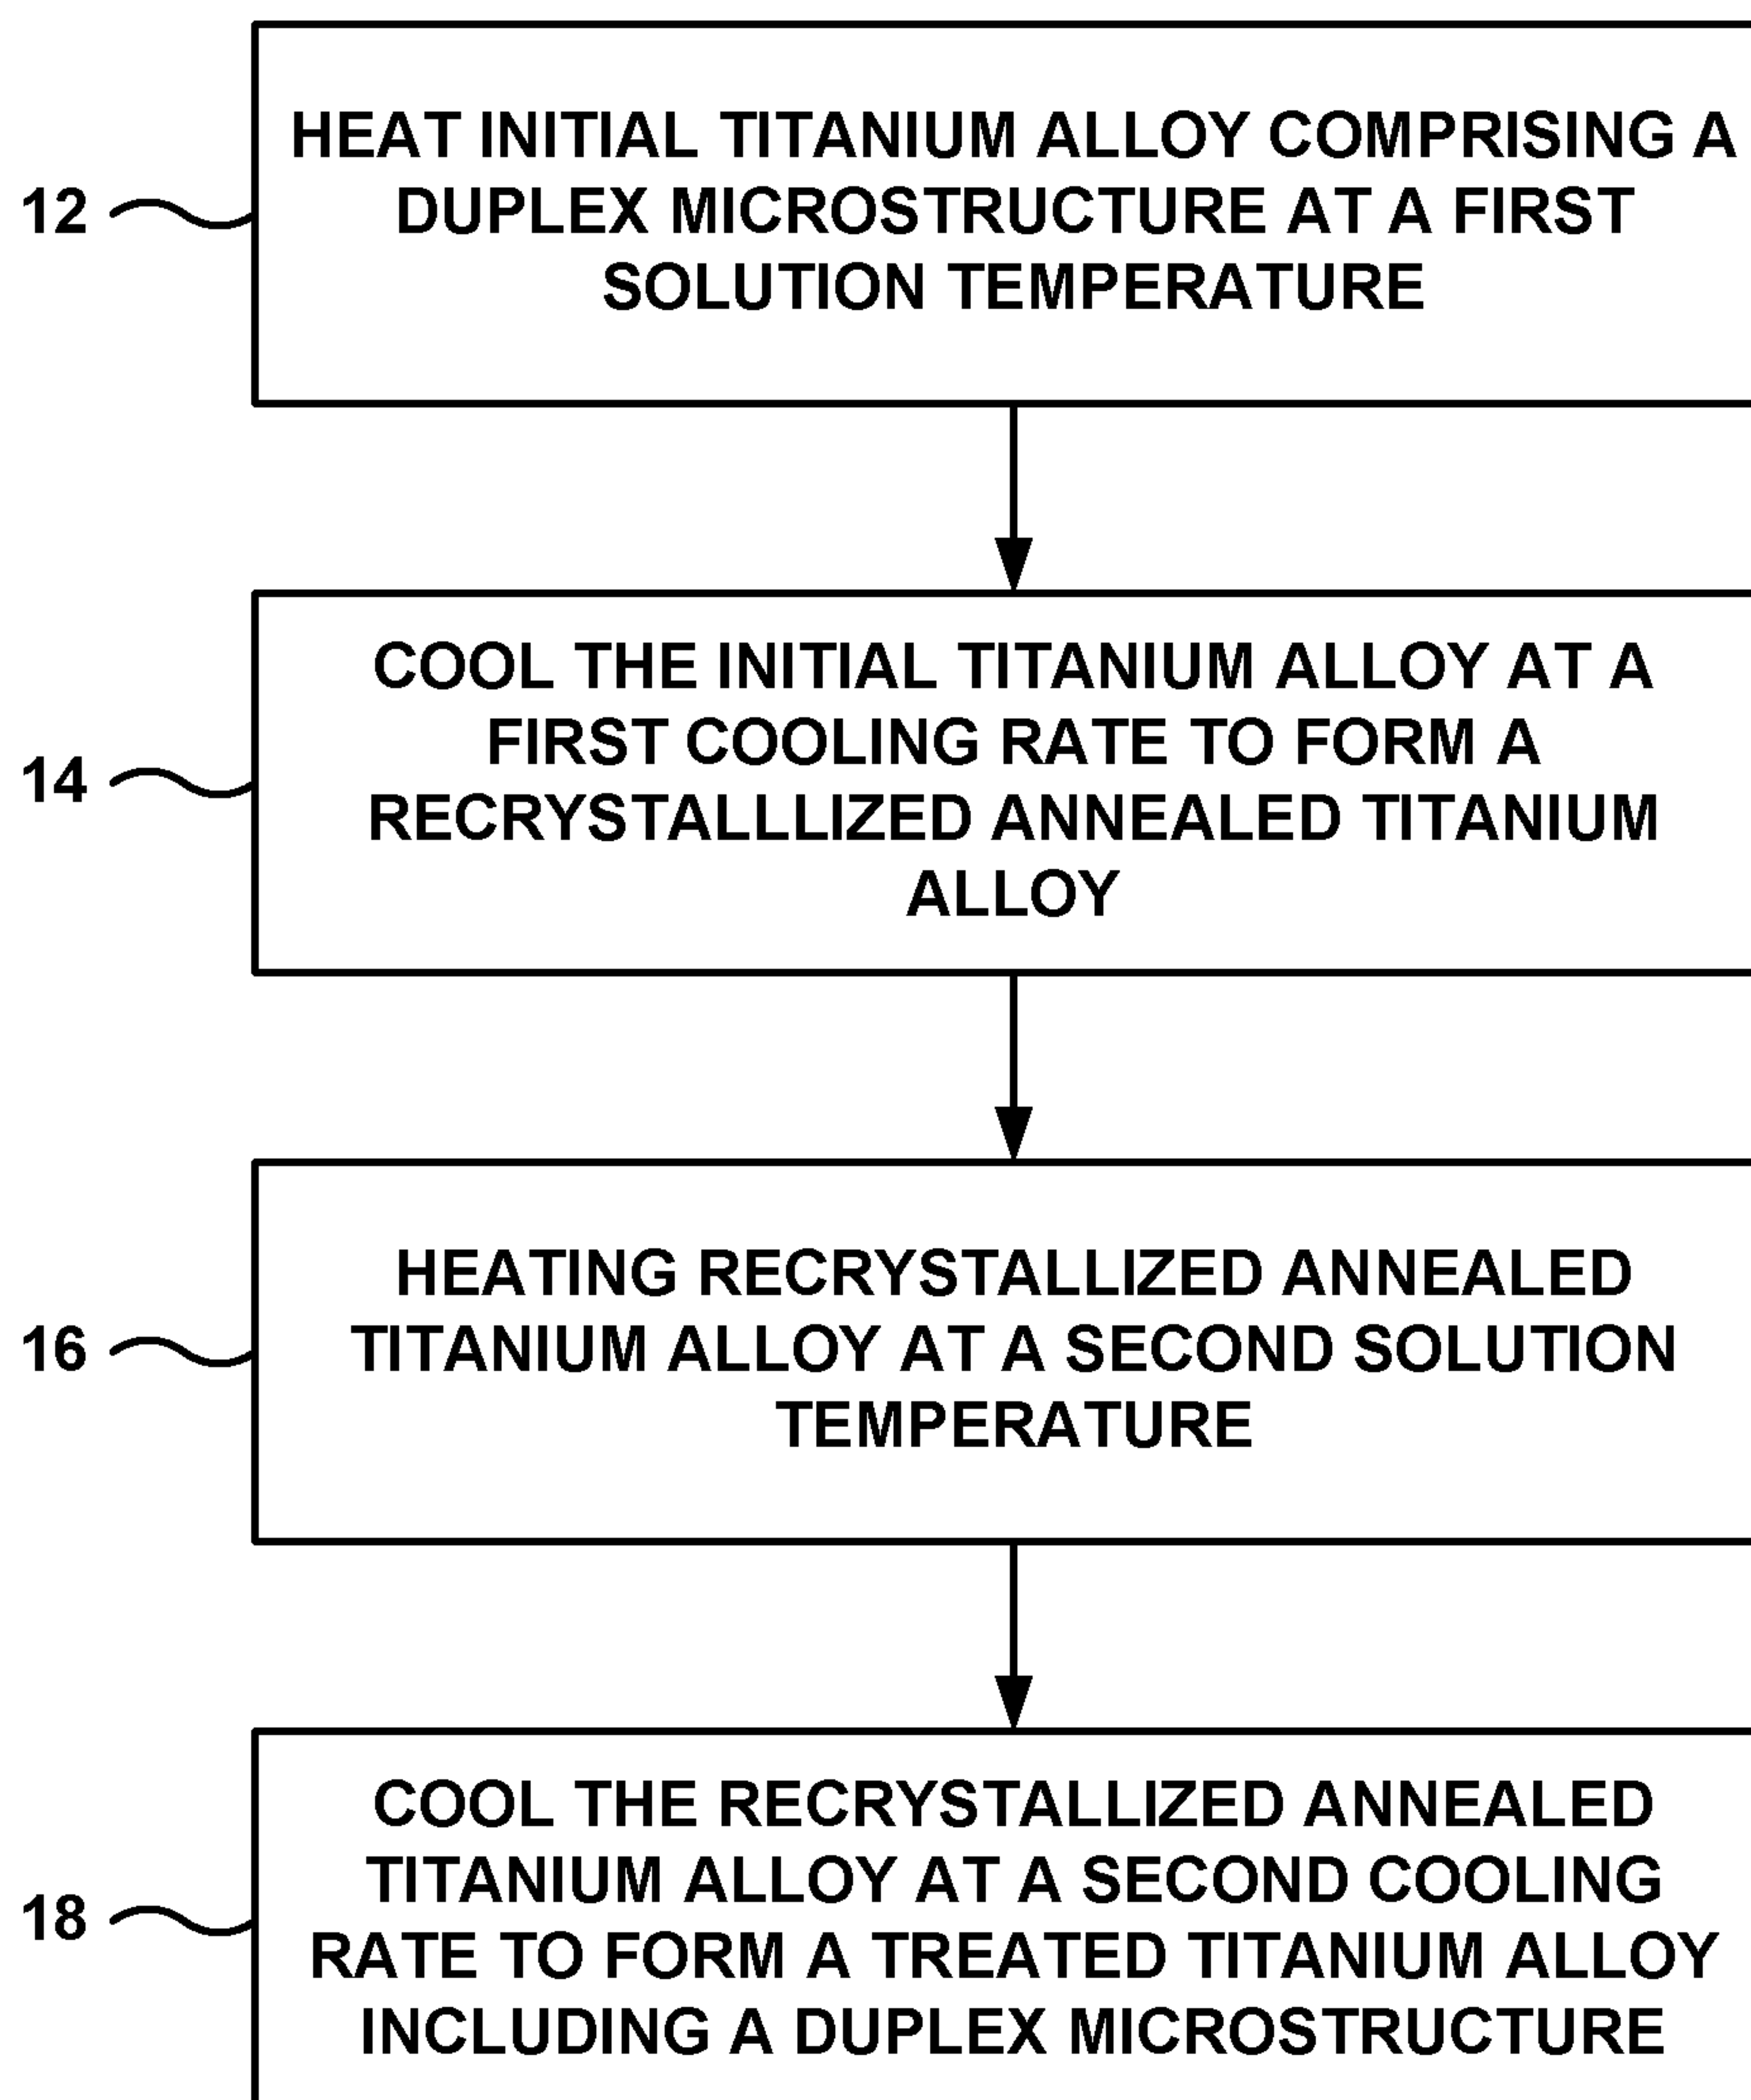 HEAT INITIAL TITANIUM ALLOY COMPRISING A
DUPLEX MICROSTRUCTURE AT A FIRST
SOLUTION TEMPERATURE
12
COOL THE INITIAL TITANIUM ALLOY AT A
FIRST COOLING RATE TO FORM A
RECRYSTALLLIZED ANNEALED TITANIUM
ALLOY
14
HEATING RECRYSTALLIZED ANNEALED
TITANIUM ALLOY AT A SECOND SOLUTION
TEMPERATURE
16
COOL THE RECRYSTALLIZED ANNEALED
TITANIUM ALLOY AT A SECOND COOLING
RATE TO FORM A TREATED TITANIUM ALLOY
INCLUDING A DUPLEX MICROSTRUCTURE
18